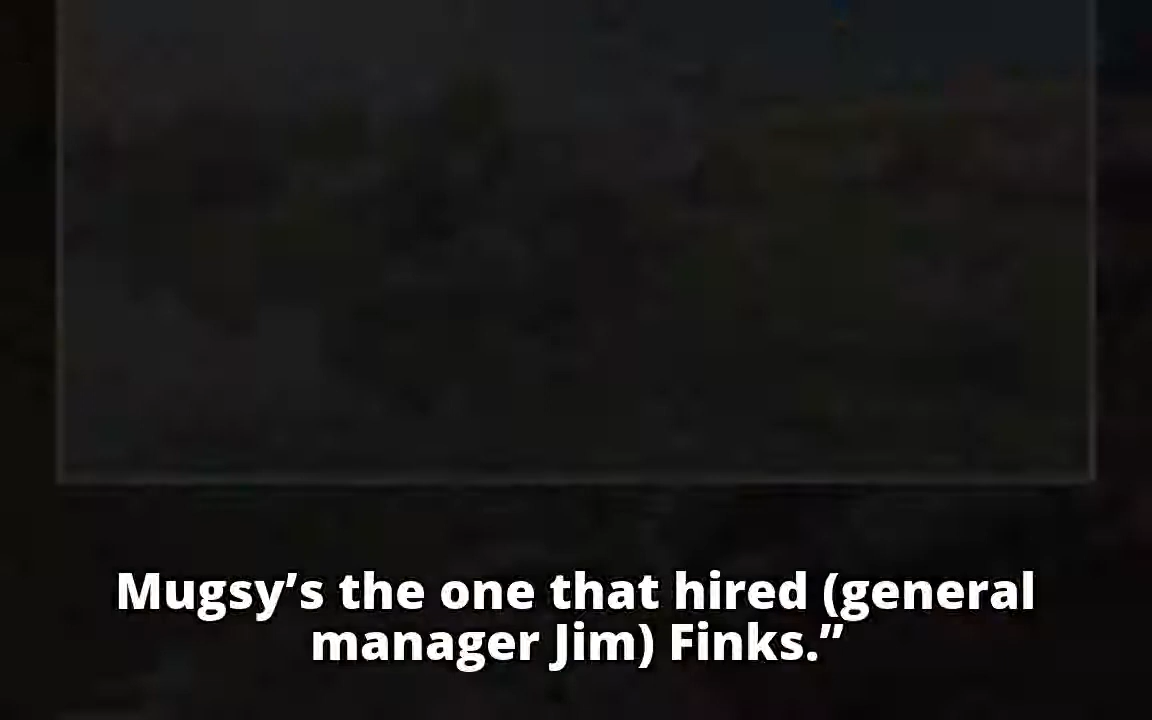 Mugsy’s the one that hired (general
manager Jim) Finks.”